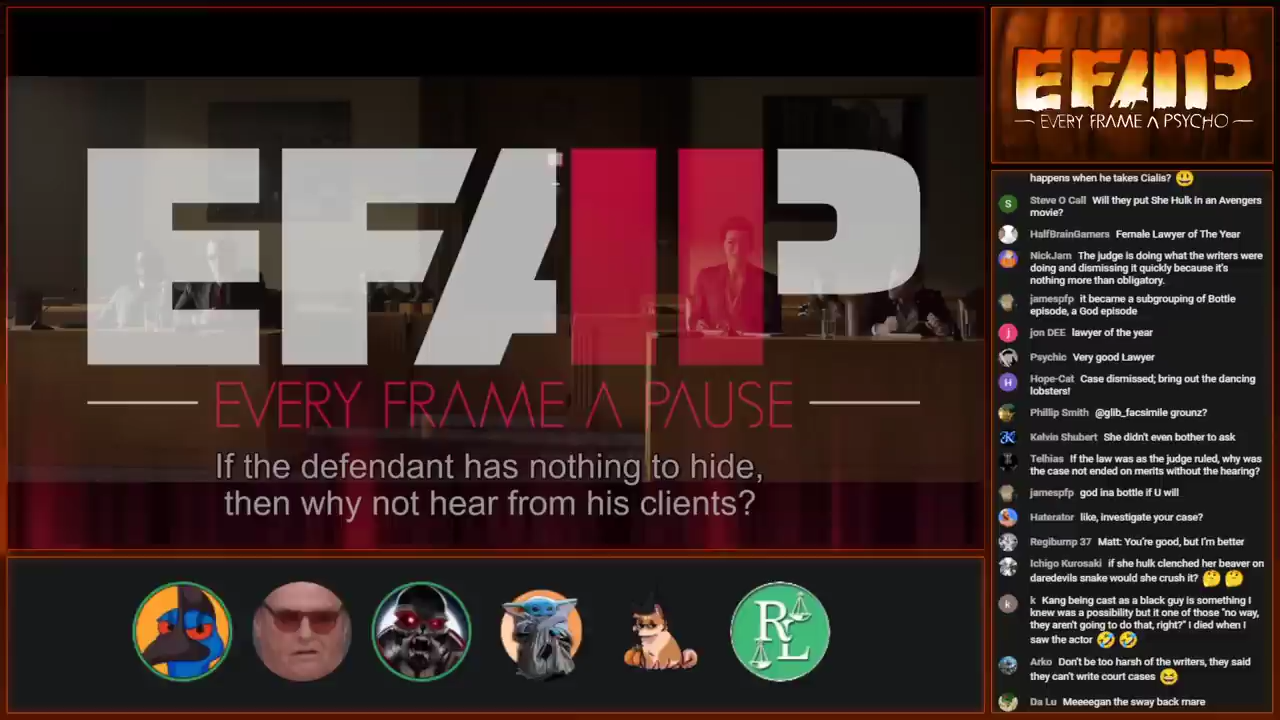 EFAP
EVERY FRAME A PAUSE
If the defendant has nothing to hide,
then why not hear from his clients?
RL
EFAP
EVERY FRAME A PSYCHO
happens when he takes Cialis? 😃
S
Steve O Call Will they put She Hulk in an Avengers
movie?
HalfBrainGamers Female Lawyer of The Year
NickJam The judge is doing what the writers were
doing and dismissing it quickly because it's
nothing more than obligatory.
jamespfp it became a subgrouping of Bottle
episode, a God episode
j
jon DEE lawyer of the year
Psychic Very good Lawyer
H
Hope-Cat Case dismissed; bring out the dancing
lobsters!
Phillip Smith @glib_facsimile grounz?
Kalvin Shubert She didn't even bother to ask
Telhias If the law was as the judge ruled, why was
the case not ended on merits without the hearing?
jamespfp god ina bottle if U will
Haterator like, investigate your case?
Regibump 37 Matt: You're good, but I'm better
Ichigo Kurosaki if she hulk clenched her beaver on
daredevils snake would she crush it? 🤔 🤔
k
k Kang being cast as a black guy is something I
knew was a possibility but it one of those "no way,
they aren't going to do that, right?" I died when I
saw the actor 🤣 🤣
Arko Don't be too harsh of the writers, they said
they can't write court cases 😆
Da Lu Meeeegan the sway back mare